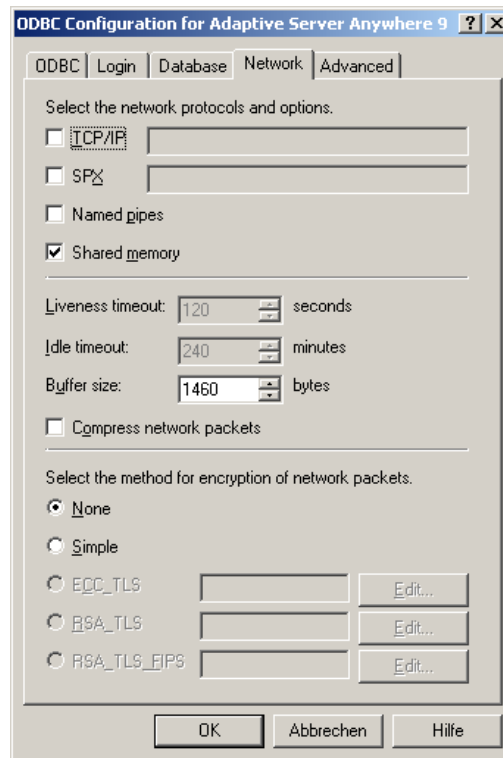 ODBC Configuration for Adaptive Server Anywhere 9
ODBC Login Database Network Advanced
Select the network protocols and options.
TCP/IP
SPX
Named pipes
Shared memory
Liveness timeout: 120 seconds
Idle timeout: 240 minutes
Buffer size: 1460 bytes
Compress network packets
Select the method for encryption of network packets.
None
Simple
ECC_TLS Edit...
RSA_TLS Edit...
RSA_TLS_FIPS Edit...
OK Abbrechen Hilfe